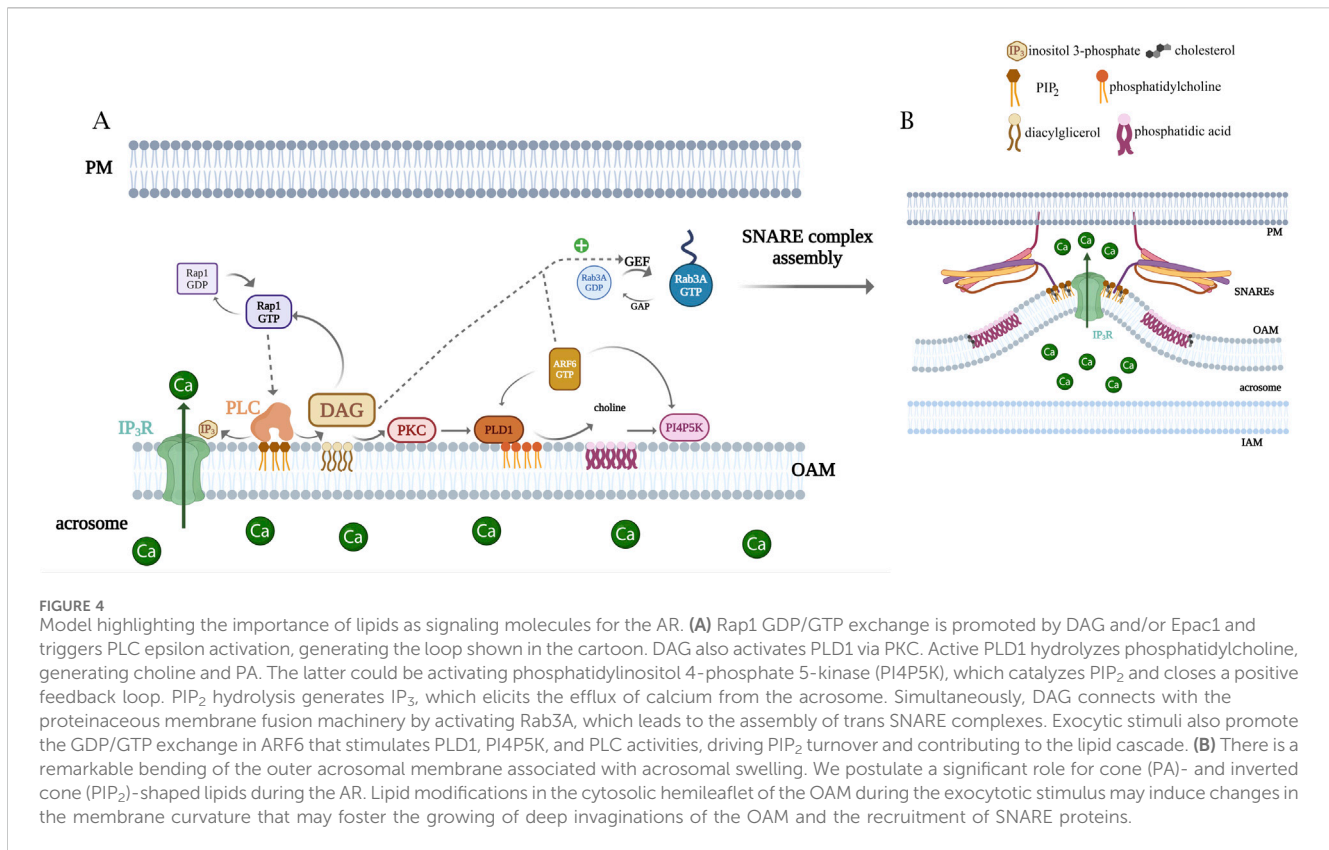 IP3 inositol 3-phosphate
cholesterol
PIP2
phosphatidylcholine
diacylglicerol
phosphatidic acid
A
PM
Rap1
GDP
Rap1
GTP
+
GEF
Rab3A
GDP
GAP
Rab3A
GTP
SNARE complex
assembly
ARF6
GTP
Ca
IP3R
IP3
PLC
DAG
PKC
PLD1
choline
PI4P5K
OAM
acrosome
Ca
Ca
Ca
Ca
Ca
Ca
B
PM
Ca
Ca
Ca
SNAREs
OAM
IP3R
Ca
Ca
Ca
Ca
Ca
acrosome
IAM
FIGURE 4
Model highlighting the importance of lipids as signaling molecules for the AR. (A) Rap1 GDP/GTP exchange is promoted by DAG and/or Epac1 and
triggers PLC epsilon activation, generating the loop shown in the cartoon. DAG also activates PLD1 via PKC. Active PLD1 hydrolyzes phosphatidylcholine,
generating choline and PA. The latter could be activating phosphatidylinositol 4-phosphate 5-kinase (PI4P5K), which catalyzes PIP2 and closes a positive
feedback loop. PIP2 hydrolysis generates IP3, which elicits the efflux of calcium from the acrosome. Simultaneously, DAG connects with the
proteinaceous membrane fusion machinery by activating Rab3A, which leads to the assembly of trans SNARE complexes. Exocytic stimuli also promote
the GDP/GTP exchange in ARF6 that stimulates PLD1, PI4P5K, and PLC activities, driving PIP2 turnover and contributing to the lipid cascade. (B) There is a
remarkable bending of the outer acrosomal membrane associated with acrosomal swelling. We postulate a significant role for cone (PA)- and inverted
cone (PIP2)-shaped lipids during the AR. Lipid modifications in the cytosolic hemileaflet of the OAM during the exocytotic stimulus may induce changes in
the membrane curvature that may foster the growing of deep invaginations of the OAM and the recruitment of SNARE proteins.